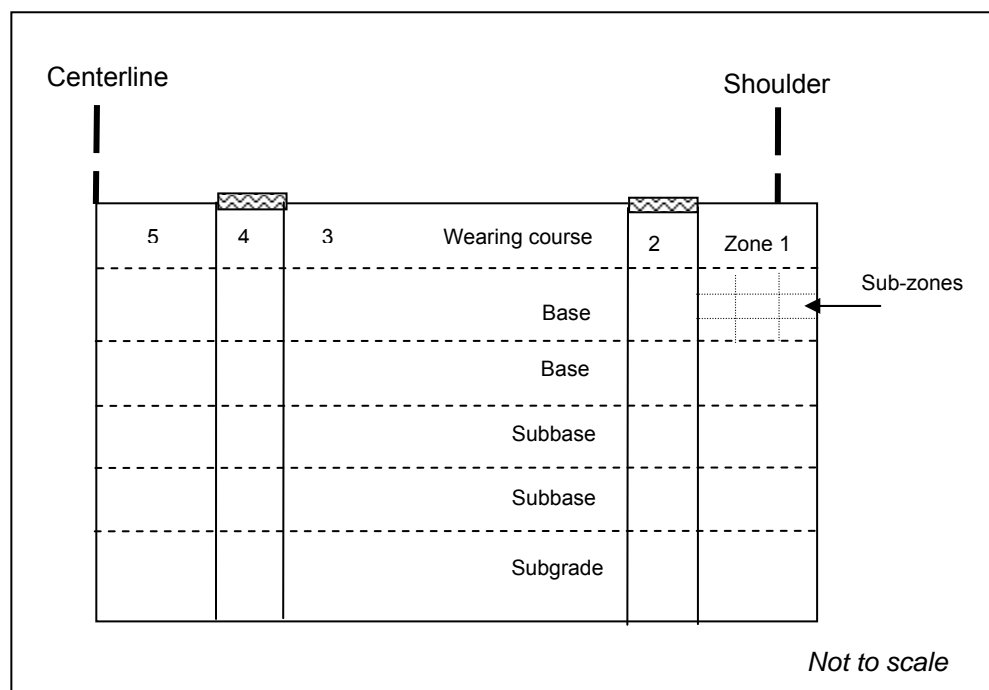 Centerline
Shoulder
5 4 3 Wearing course 2 Zone 1
Sub-zones
Base
Base
Subbase
Subbase
Subgrade
Not to scale